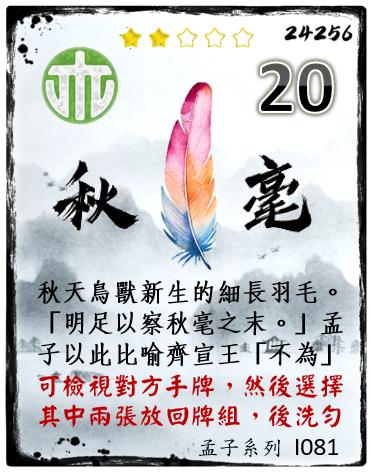 24256
木 20
秋 毫
秋天鳥獸新生的細長羽毛。
「明足以察秋毫之末。」孟
子以此比喻齊宣王「不為」
可檢視對方手牌，然後選擇
其中兩張放回牌組，後洗勻
孟子系列 I081